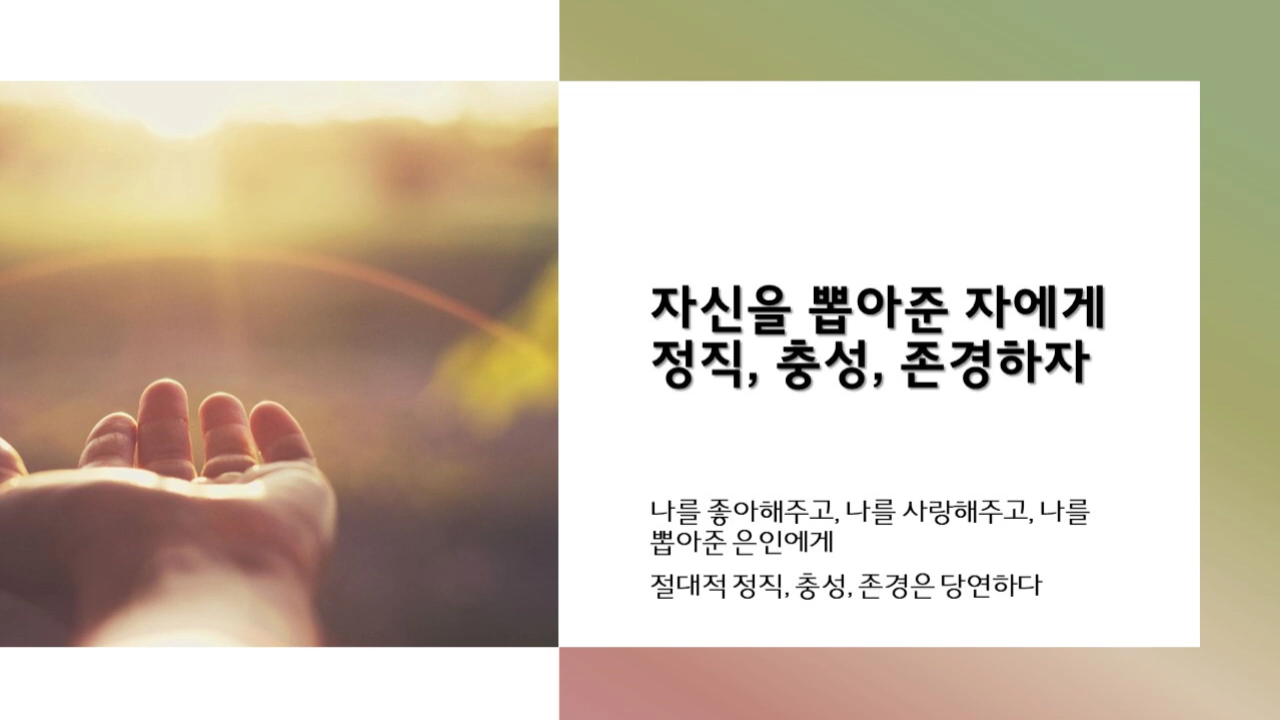 자신을 뽑아준 자에게
정직, 충성, 존경하자
나를 좋아해주고, 나를 사랑해주고, 나를
뽑아준 은인에게
절대적 정직, 충성, 존경은 당연하다